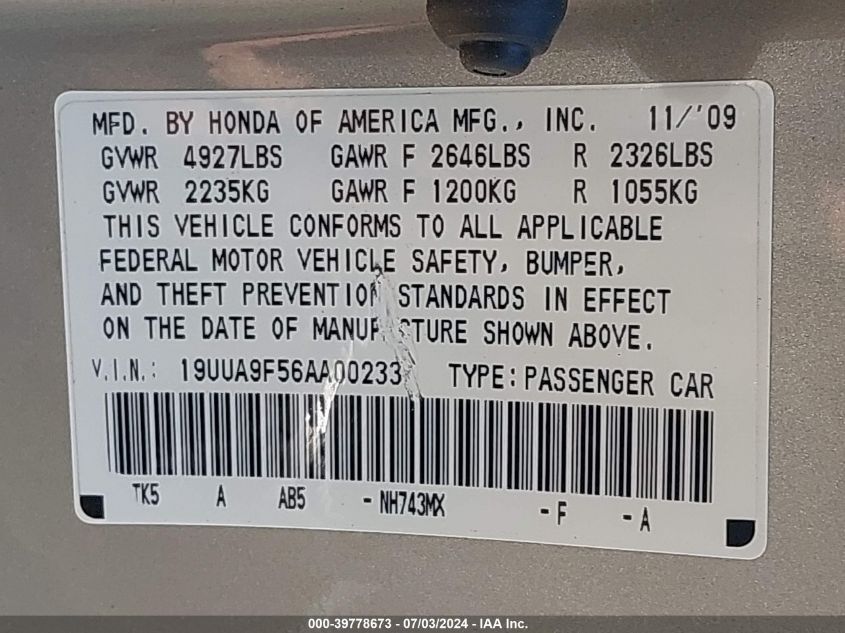 MFD. BY HONDA OF AMERICA MFG., INC. 11/'09
GVWR 4927LBS GAWR F 2646LBS R 2326LBS
GVWR 2235KG GAWR F 1200KG R 1055KG
THIS VEHICLE CONFORMS TO ALL APPLICABLE
FEDERAL MOTOR VEHICLE SAFETY, BUMPER,
AND THEFT PREVENTION STANDARDS IN EFFECT
ON THE DATE OF MANUFACTURE SHOWN ABOVE.
V.I.N.: 19UUA9F56AA00233 TYPE: PASSENGER CAR
TK5 A AB5 - NH743MX - F - A
000-39778673 - 07/03/2024 - IAA Inc.